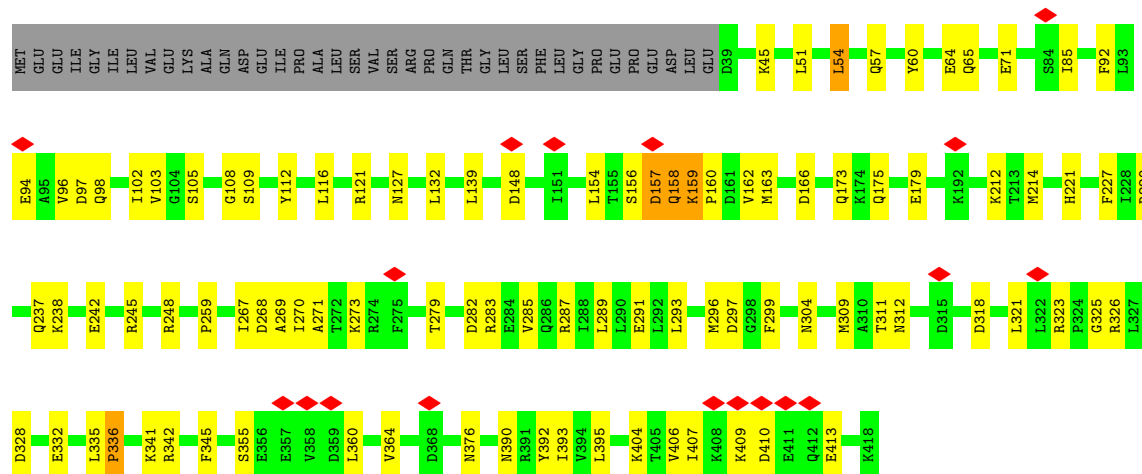 MET GLU GLU ILE GLY ILE LEU VAL GLU LYS ALA GLN ASP GLU ILE PRO ALA LEU SER VAL SER ARG PRO GLN THR GLY LEU SER PHE LEU GLY PRO GLU PRO GLU ASP LEU GLU D39 K45 L51 L54 Q57 Y60 E64 Q65 E71 S84 I85 F92 L93
E94 A95 V96 D97 Q98 I102 V103 G104 S105 G108 S109 Y112 L116 R121 N127 L132 L139 D148 I151 L154 T155 S156 D157 Q158 K159 P160 D161 V162 M163 D166 Q173 K174 Q175 E179 K192 K212 T213 M214 H221 F227 I228
Q237 K238 E242 R245 R248 P259 I267 D268 A269 I270 A271 T272 K273 R274 F275 T279 D282 R283 E284 V285 Q286 R287 I288 L289 L290 E291 L292 L293 M296 D297 G298 F299 N304 M309 A310 T311 N312 D315 D318 L321 L322 R323 P324 G325 R326 L327
D328 E332 L335 P336 K341 R342 F345 S355 E356 E357 V358 D359 L360 V364 D368 N376 N390 R391 Y392 I393 V394 L395 K404 T405 V406 I407 K408 K409 D410 E411 Q412 E413 K418